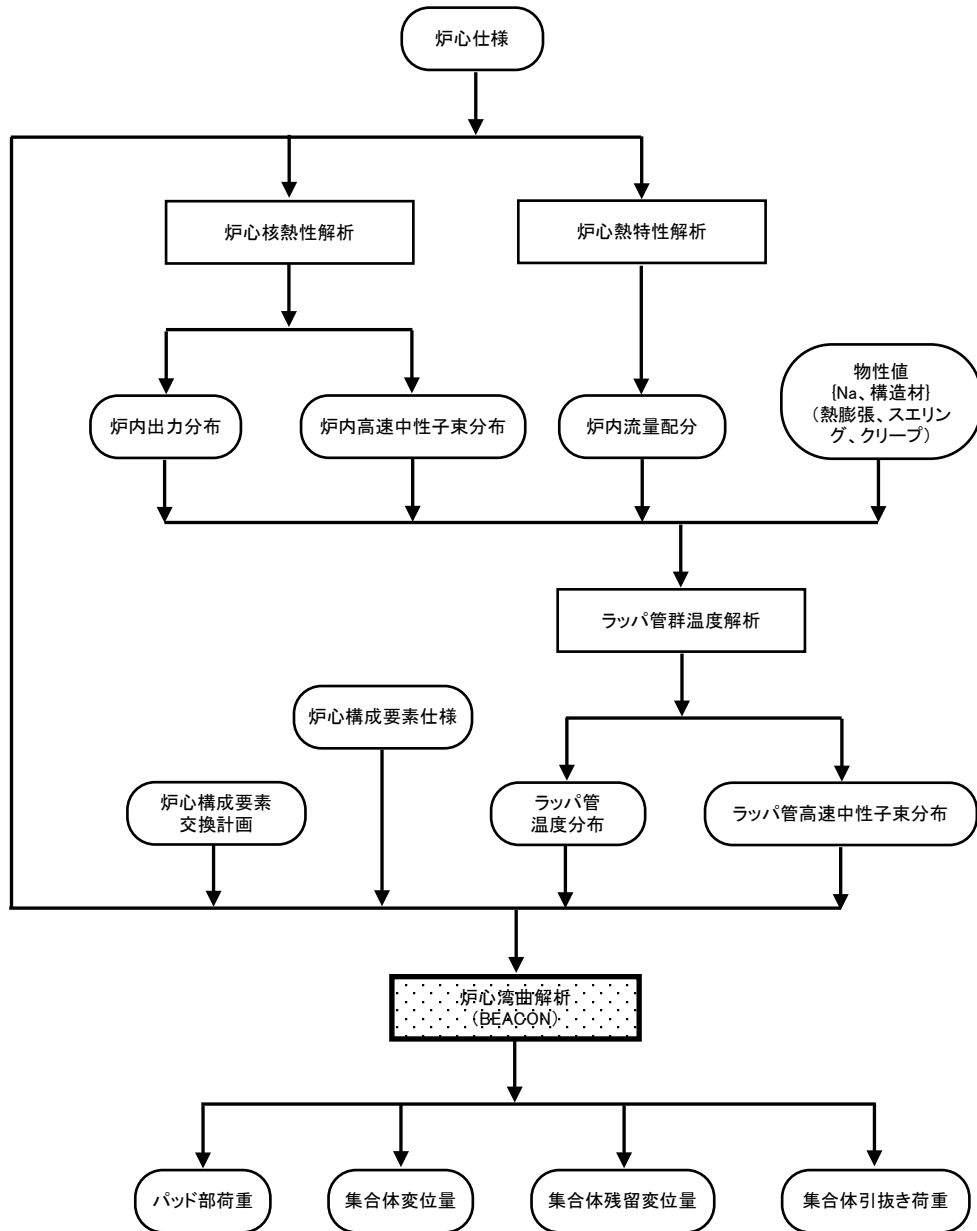 炉心仕様
炉心核熱性解析
炉心熱特性解析
物性値
{Na、構造材}
(熱膨張、スエリン
グ、クリープ)
炉内出力分布
炉内高速中性子束分布
炉内流量配分
ラッパ管群温度解析
炉心構成要素仕様
炉心構成要素
交換計画
ラッパ管
温度分布
ラッパ管高速中性子束分布
炉心湾曲解析
(BEACON)
パッド部荷重
集合体変位量
集合体残留変位量
集合体引抜き荷重